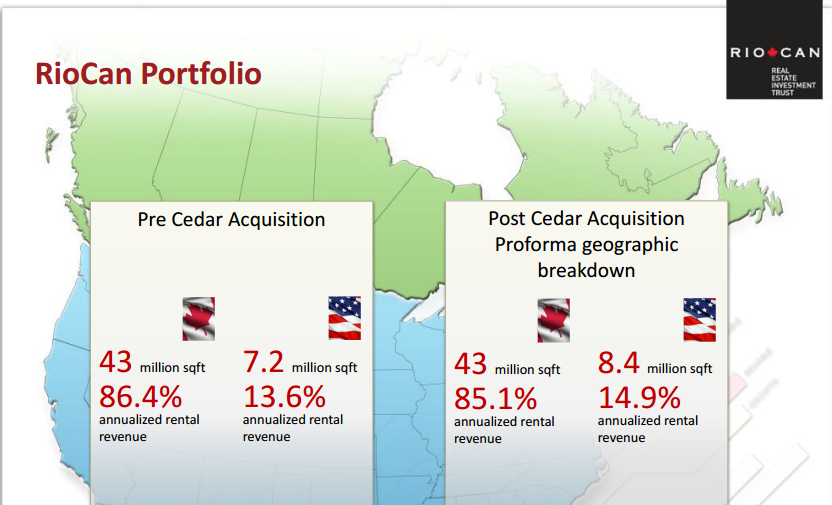 RIO CAN
REAL
ESTATE
INVESTMENT
TRUST
RioCan Portfolio
Pre Cedar Acquisition
43 million sqft
86.4%
annualized rental
revenue
7.2 million sqft
13.6%
annualized rental
revenue
Post Cedar Acquisition
Proforma geographic
breakdown
43 million sqft
85.1%
annualized rental
revenue
8.4 million sqft
14.9%
annualized rental
revenue